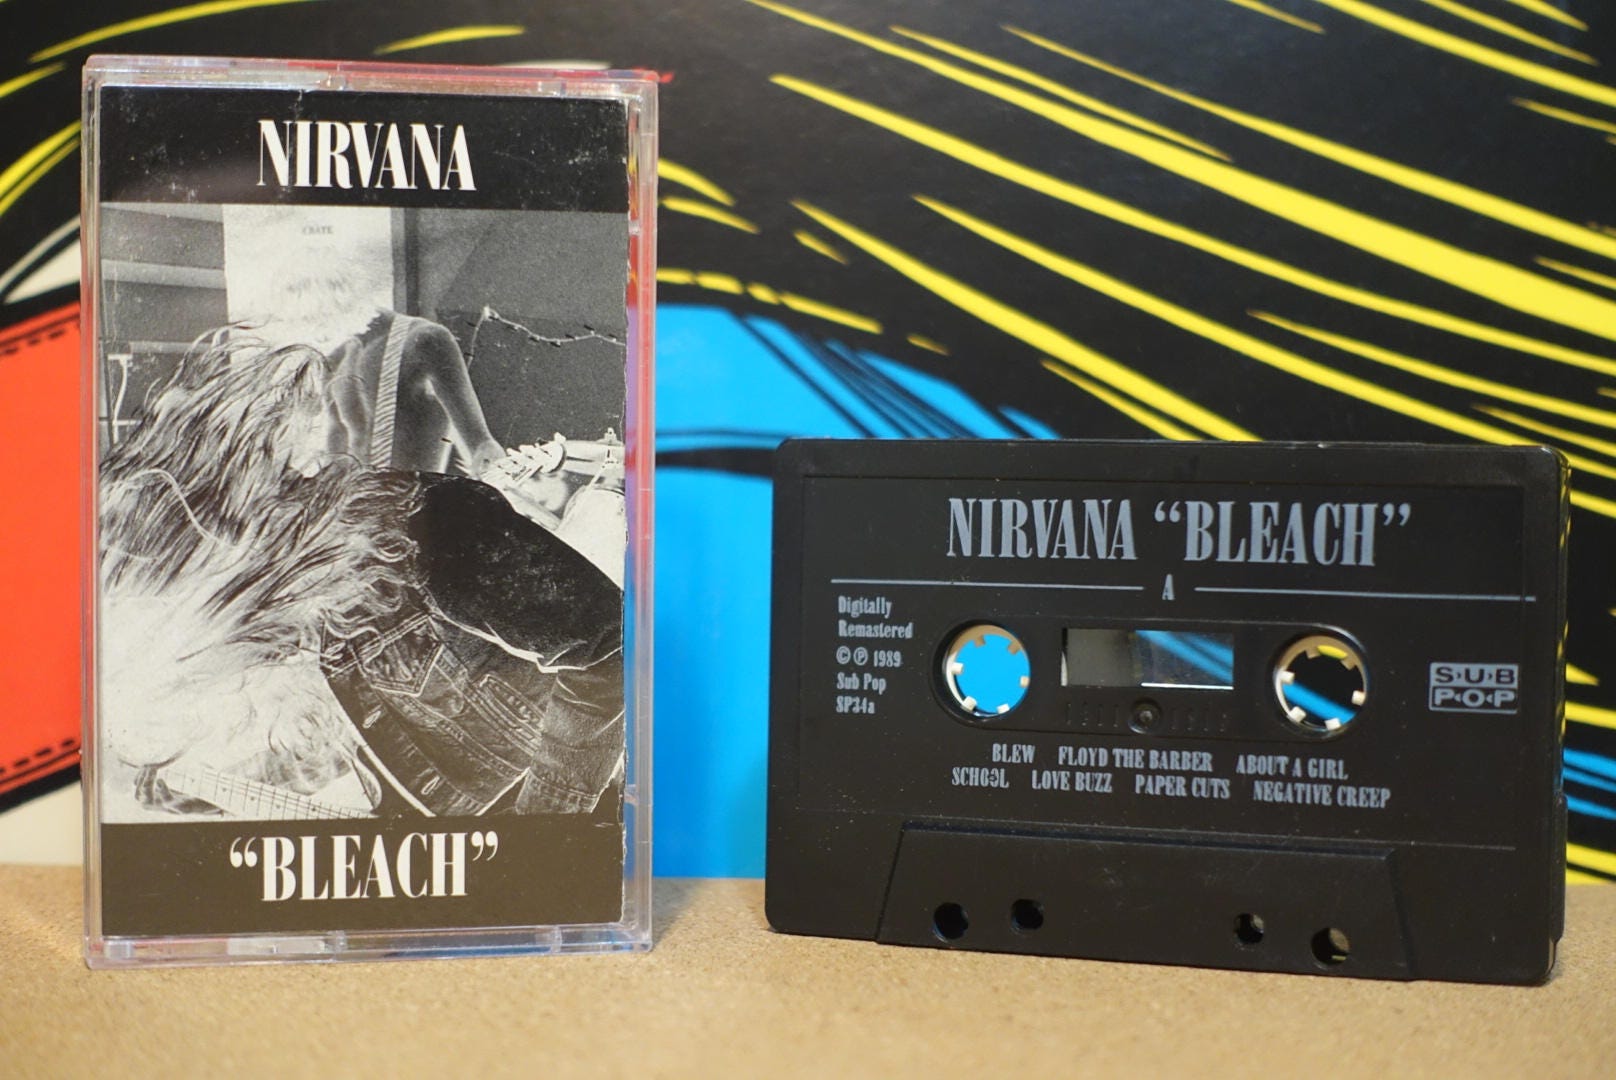 NIRVANA
CRATE
“BLEACH”
NIRVANA “BLEACH”
A
Digitally
Remastered
© ℗ 1989
Sub Pop
SP34a
SUB
POP
BLEW FLOYD THE BARBER ABOUT A GIRL
SCHOOL LOVE BUZZ PAPER CUTS NEGATIVE CREEP